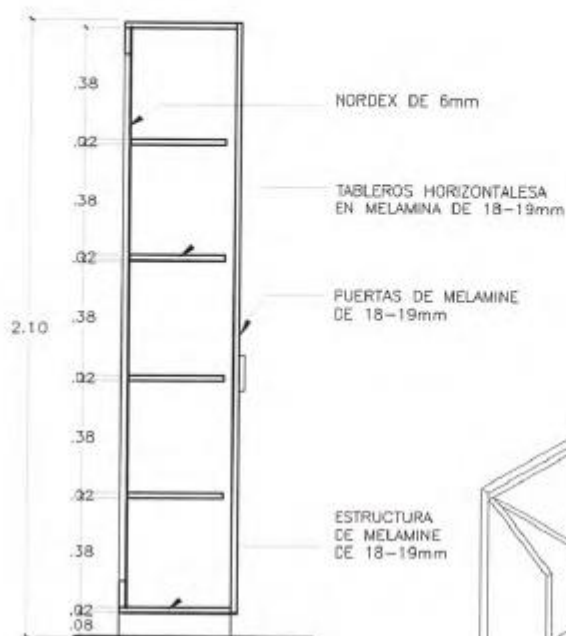 .38
NORDEX DE 6mm
.02
TABLEROS HORIZONTALESA
EN MELAMINA DE 18-19mm
.38
.02
PUERTAS DE MELAMINE
DE 18-19mm
.38
2.10
.02
.38
.02
ESTRUCTURA
DE MELAMINE
DE 18-19mm
.38
.02
.08